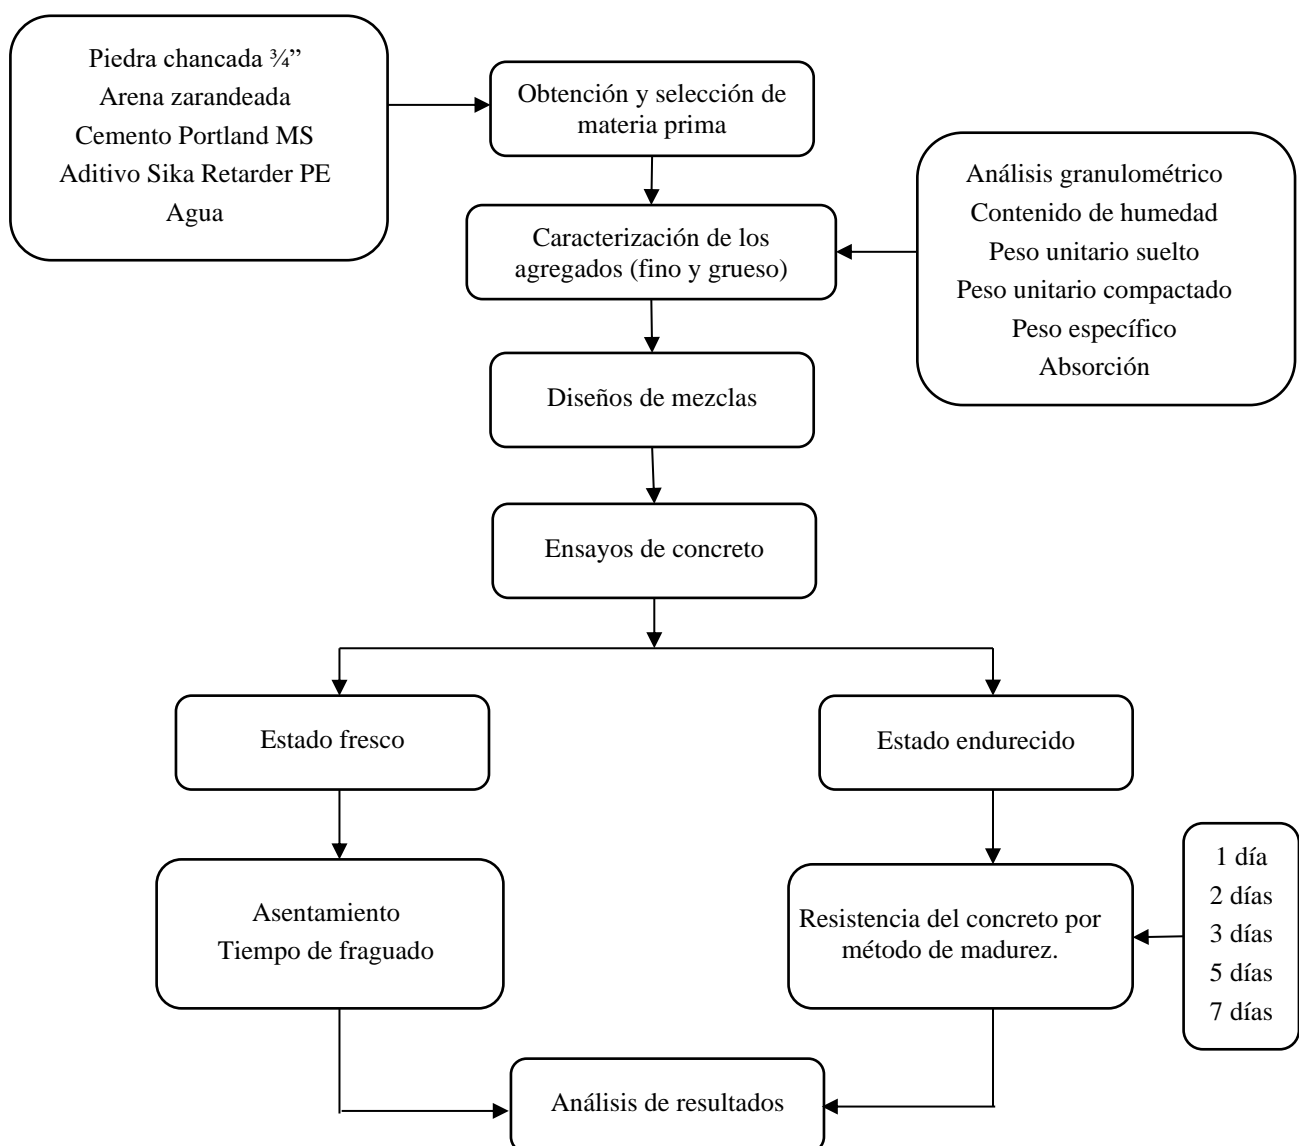 Piedra chancada ¾”
Arena zarandeada
Cemento Portland MS
Aditivo Sika Retarder PE
Agua
Obtención y selección de
materia prima
Análisis granulométrico
Contenido de humedad
Peso unitario suelto
Peso unitario compactado
Peso específico
Absorción
Caracterización de los
agregados (fino y grueso)
Diseños de mezclas
Ensayos de concreto
Estado fresco
Estado endurecido
Asentamiento
Tiempo de fraguado
Resistencia del concreto por
método de madurez.
1 día
2 días
3 días
5 días
7 días
Análisis de resultados